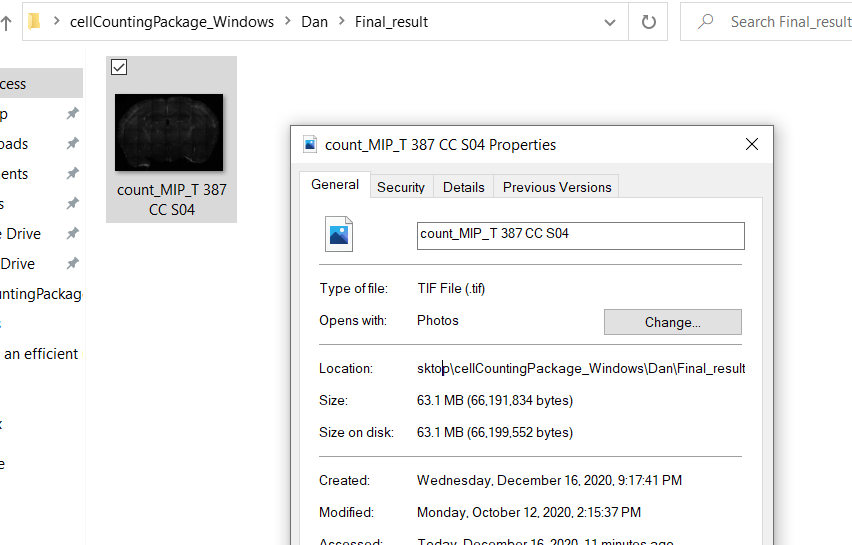 cellCountingPackage_Windows > Dan > Final_result
Search Final_result
cess
p
oads
ents
s
e Drive
Drive
untingPackag
s
an efficient
x
e
count_MIP_T 387
CC S04
count_MIP_T 387 CC S04 Properties
General Security Details Previous Versions
count_MIP_T 387 CC S04
Type of file: TIF File (.tif)
Opens with: Photos
Change...
Location: sktop\cellCountingPackage_Windows\Dan\Final_result
Size: 63.1 MB (66,191,834 bytes)
Size on disk: 63.1 MB (66,199,552 bytes)
Created: Wednesday, December 16, 2020, 9:17:41 PM
Modified: Monday, October 12, 2020, 2:15:37 PM
Accessed: Today, December 16, 2020, 11 minutes ago